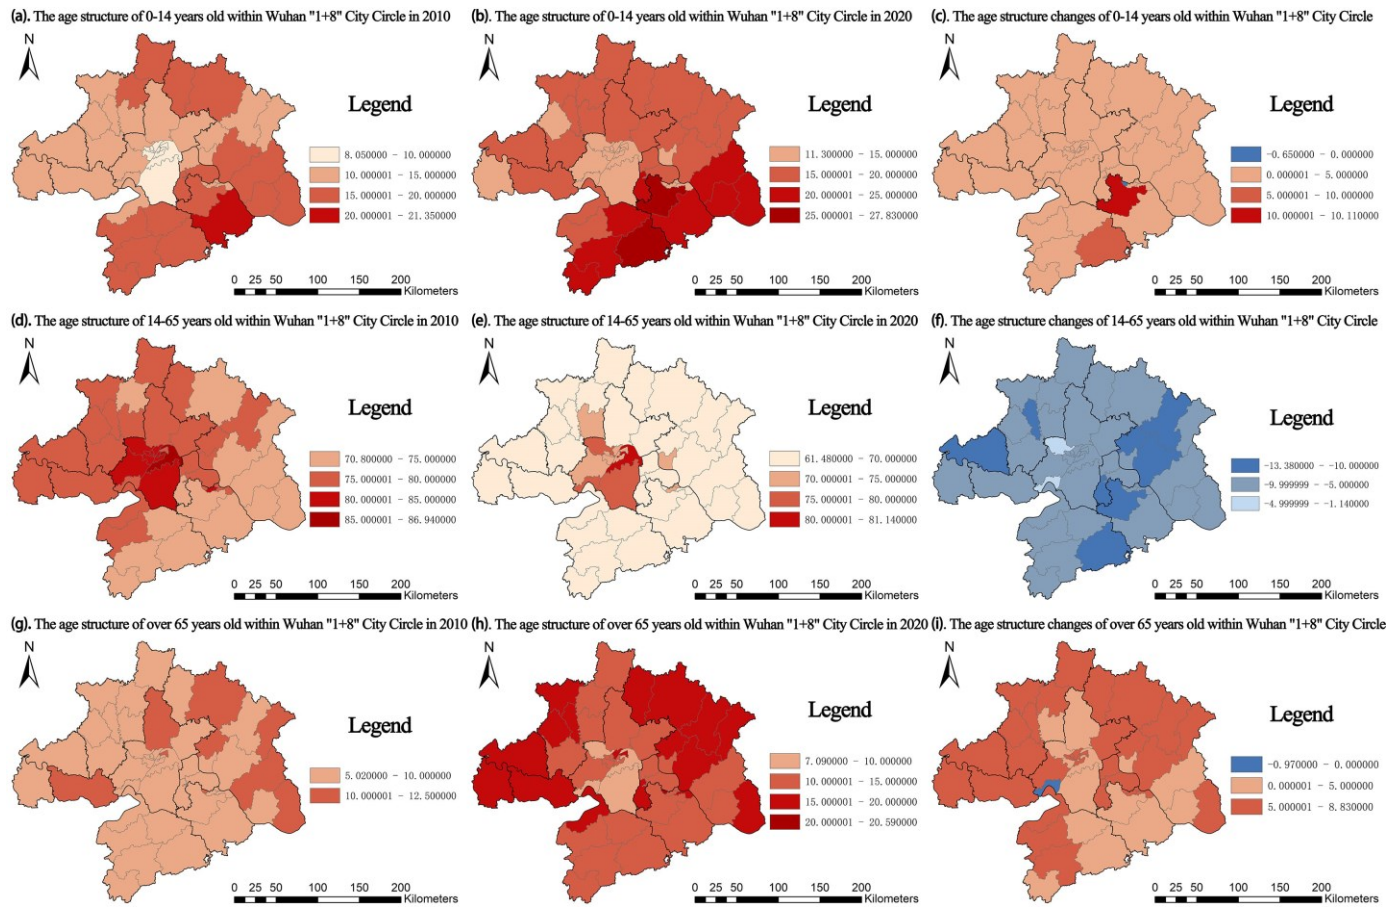 (a). The age structure of 0-14 years old within Wuhan "1+8" City Circle in 2010
N
Legend
8.050000 - 10.000000
10.000001 - 15.000000
15.000001 - 20.000000
20.000001 - 21.350000
0 25 50 100 150 200
Kilometers
(b). The age structure of 0-14 years old within Wuhan "1+8" City Circle in 2020
N
Legend
11.300000 - 15.000000
15.000001 - 20.000000
20.000001 - 25.000000
25.000001 - 27.830000
0 25 50 100 150 200
Kilometers
(c). The age structure changes of 0-14 years old within Wuhan "1+8" City Circle
N
Legend
-0.650000 - 0.000000
0.000001 - 5.000000
5.000001 - 10.000000
10.000001 - 10.110000
0 25 50 100 150 200
Kilometers
(d). The age structure of 14-65 years old within Wuhan "1+8" City Circle in 2010
N
Legend
70.800000 - 75.000000
75.000001 - 80.000000
80.000001 - 85.000000
85.000001 - 86.940000
0 25 50 100 150 200
Kilometers
(e). The age structure of 14-65 years old within Wuhan "1+8" City Circle in 2020
N
Legend
61.480000 - 70.000000
70.000001 - 75.000000
75.000001 - 80.000000
80.000001 - 81.140000
0 25 50 100 150 200
Kilometers
(f). The age structure changes of 14-65 years old within Wuhan "1+8" City Circle
N
Legend
-13.380000 - -10.000000
-9.999999 - -5.000000
-4.999999 - -1.140000
0 25 50 100 150 200
Kilometers
(g). The age structure of over 65 years old within Wuhan "1+8" City Circle in 2010
N
Legend
5.020000 - 10.000000
10.000001 - 12.500000
0 25 50 100 150 200
Kilometers
(h). The age structure of over 65 years old within Wuhan "1+8" City Circle in 2020
N
Legend
7.090000 - 10.000000
10.000001 - 15.000000
15.000001 - 20.000000
20.000001 - 20.590000
0 25 50 100 150 200
Kilometers
(i). The age structure changes of over 65 years old within Wuhan "1+8" City Circle
N
Legend
-0.970000 - 0.000000
0.000001 - 5.000000
5.000001 - 8.830000
0 25 50 100 150 200
Kilometers